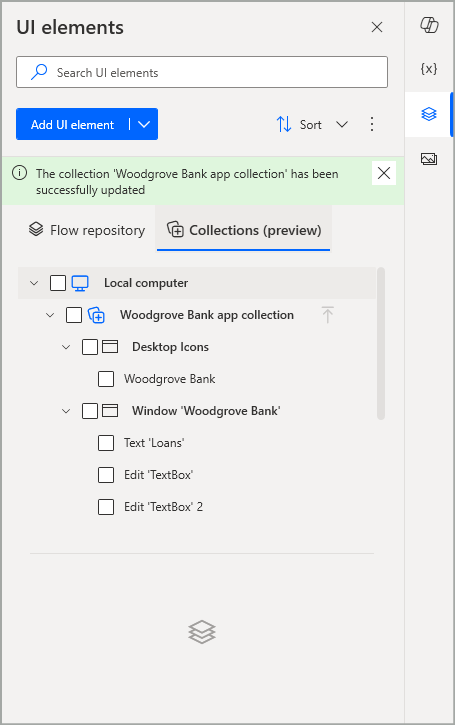 UI elements
Search UI elements
Add UI element
Sort
{x}
The collection 'Woodgrove Bank app collection' has been
successfully updated
Flow repository
Collections (preview)
Local computer
Woodgrove Bank app collection
Desktop Icons
Woodgrove Bank
Window 'Woodgrove Bank'
Text 'Loans'
Edit 'TextBox'
Edit 'TextBox' 2